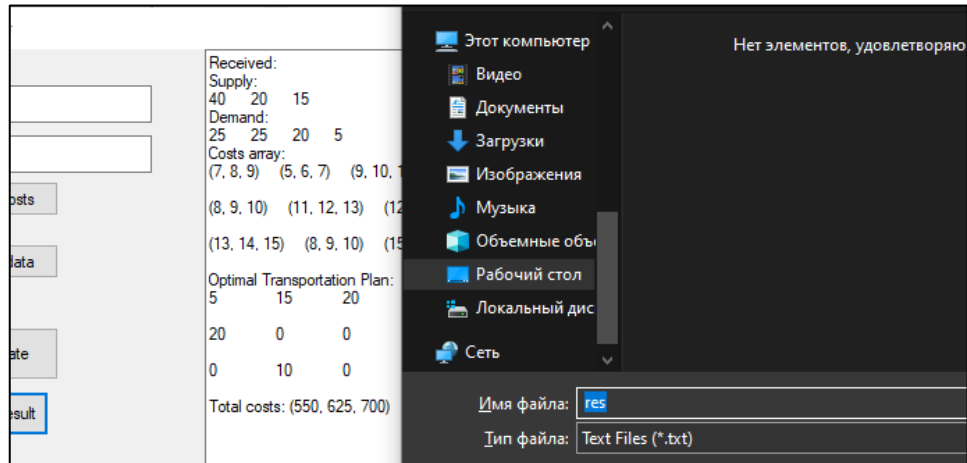 Received:
Supply:
40 20 15
Demand:
25 25 20 5
Costs array:
(7, 8, 9) (5, 6, 7) (9, 10,
(8, 9, 10) (11, 12, 13) (12
(13, 14, 15) (8, 9, 10) (15
Optimal Transportation Plan:
5 15 20
20 0 0
0 10 0
Total costs: (550, 625, 700)
osts
data
ate
esult
Этот компьютер
Видео
Документы
Загрузки
Изображения
Музыка
Объемные объ
Рабочий стол
Локальный дис
Сеть
Нет элементов, удовлетворяю
Имя файла: res
Тип файла: Text Files (*.txt)